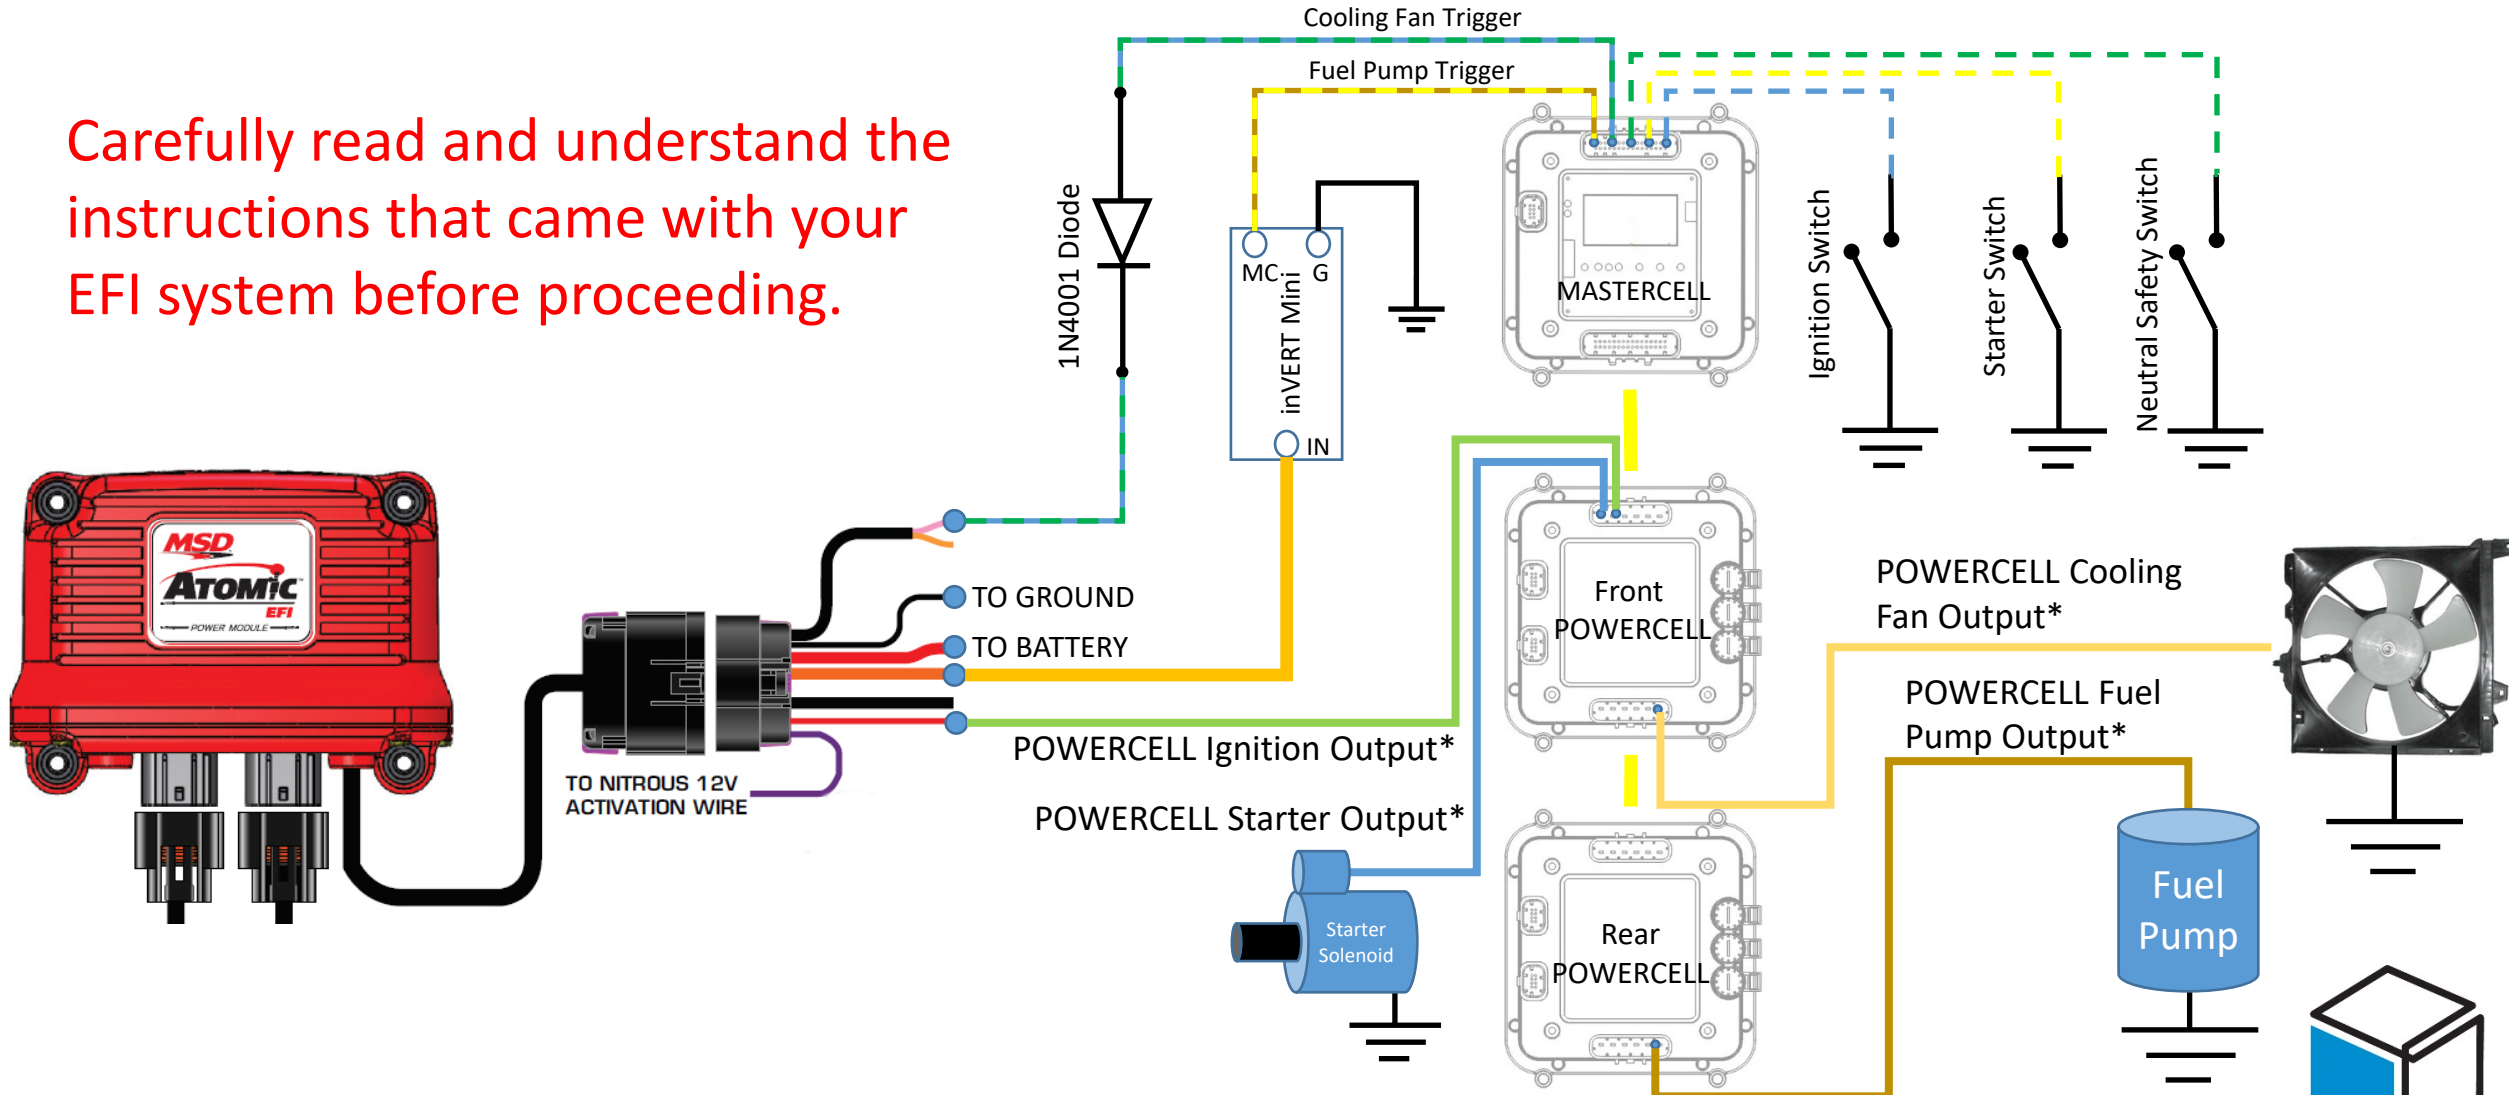 Cooling Fan Trigger
Fuel Pump Trigger
Carefully read and understand the
instructions that came with your
EFI system before proceeding.
1N4001 Diode
MC
G
inVERT Mini
IN
MASTERCELL
Ignition Switch
Starter Switch
Neutral Safety Switch
MSD
ATOMIC
EFI
POWER MODULE
TO GROUND
TO BATTERY
TO NITROUS 12V
ACTIVATION WIRE
POWERCELL Ignition Output*
POWERCELL Starter Output*
Starter
Solenoid
Front
POWERCELL
Rear
POWERCELL
POWERCELL Cooling
Fan Output*
POWERCELL Fuel
Pump Output*
Fuel
Pump